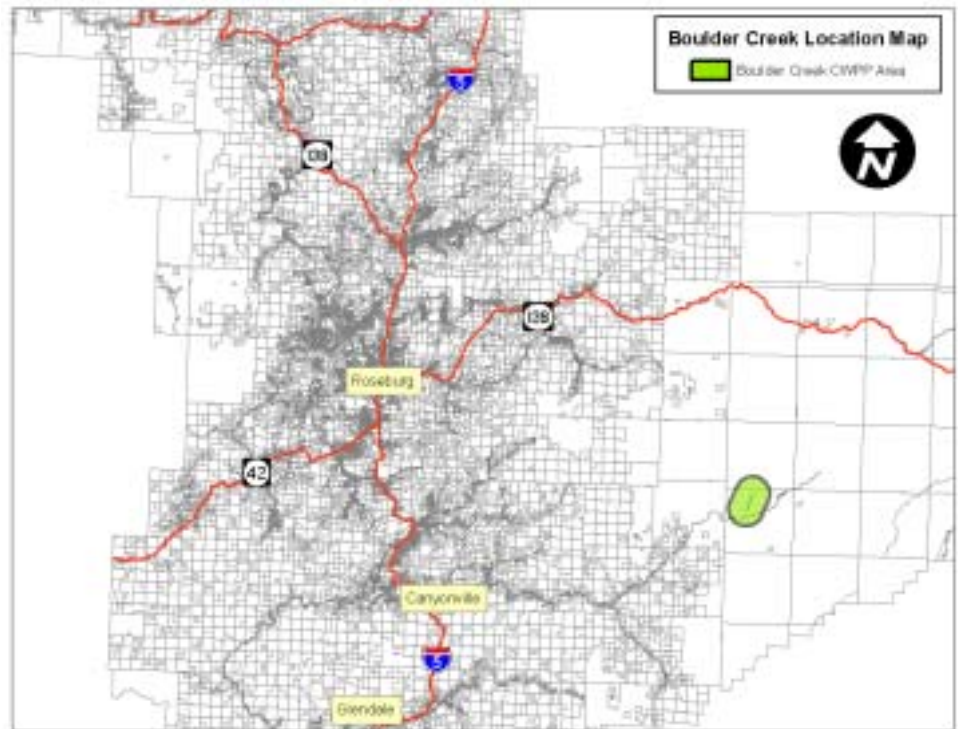 Boulder Creek Location Map
Boulder Creek CWPP Area
N
5
138
138
Roseburg
42
Canyonville
5
Glendale